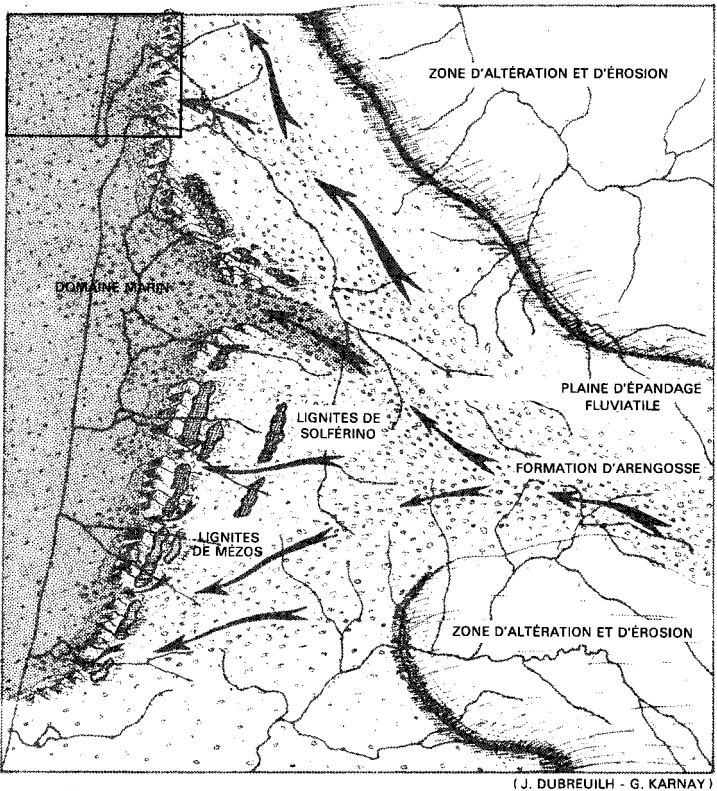 ZONE D'ALTÉRATION ET D'ÉROSION
DOMAINE MARIN
PLAINE D'ÉPANDAGE
FLUVIATILE
LIGNITES DE
SOLFÉRINO
FORMATION D'ARENGOSSE
LIGNITES
DE MÉZOS
ZONE D'ALTÉRATION ET D'ÉROSION
( J. DUBREUILH - G. KARNAY )